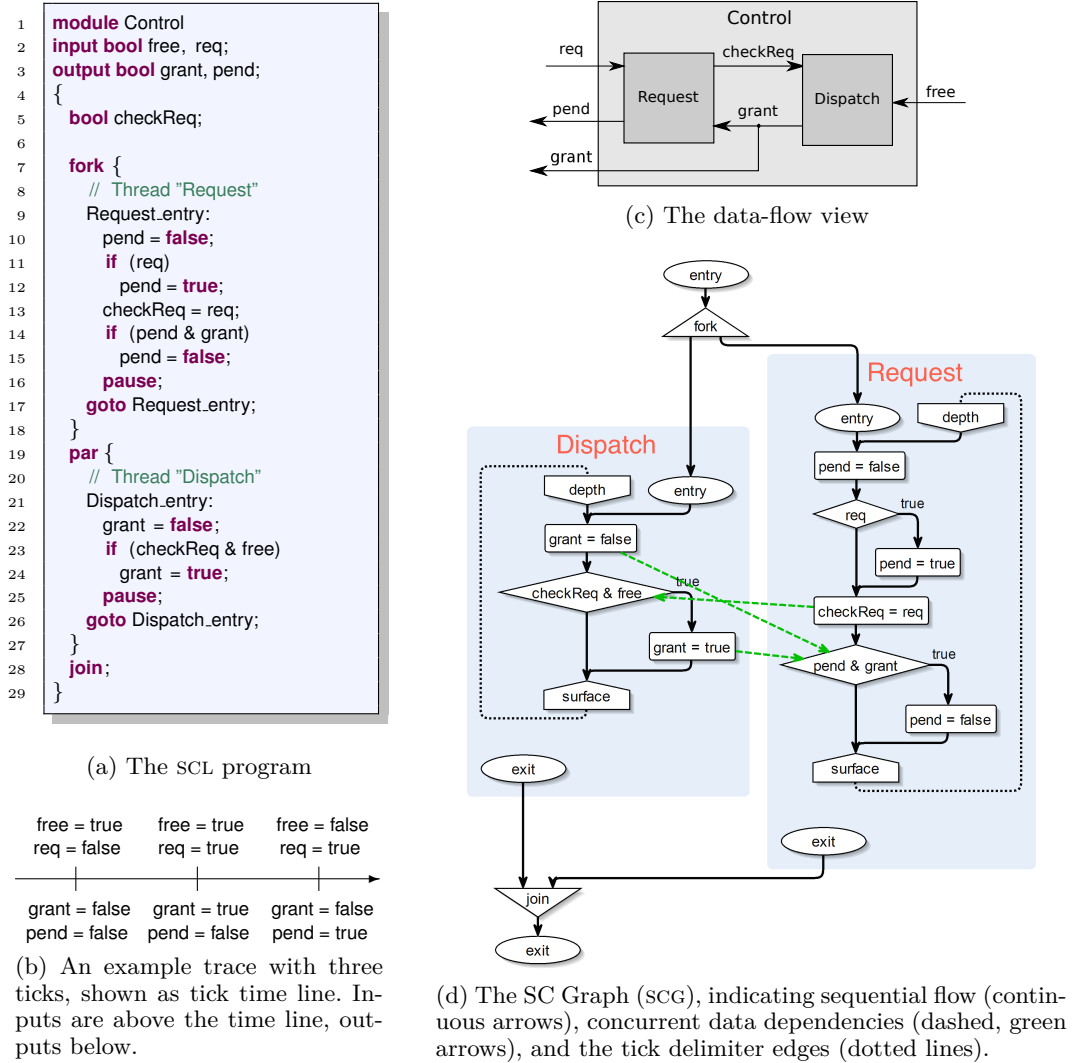 1 module Control
2 input bool free, req;
3 output bool grant, pend;
4 {
5 bool checkReq;
6
7 fork {
8 // Thread "Request"
9 Request_entry:
10 pend = false;
11 if (req)
12 pend = true;
13 checkReq = req;
14 if (pend & grant)
15 pend = false;
16 pause;
17 goto Request_entry;
18 }
19 par {
20 // Thread "Dispatch"
21 Dispatch_entry:
22 grant = false;
23 if (checkReq & free)
24 grant = true;
25 pause;
26 goto Dispatch_entry;
27 }
28 join;
29 }
(a) The SCL program
free = true free = true free = false
req = false req = true req = true
grant = false grant = true grant = false
pend = false pend = false pend = true
(b) An example trace with three
ticks, shown as tick time line. In-
puts are above the time line, out-
puts below.
Control
req
checkReq
Request
Dispatch
free
pend
grant
grant
(c) The data-flow view
entry
fork
Request
entry
depth
pend = false
req
true
pend = true
checkReq = req
pend & grant
true
pend = false
surface
exit
Dispatch
depth
entry
grant = false
checkReq & free
true
grant = true
surface
exit
join
exit
(d) The SC Graph (SCG), indicating sequential flow (contin-
uous arrows), concurrent data dependencies (dashed, green
arrows), and the tick delimiter edges (dotted lines).